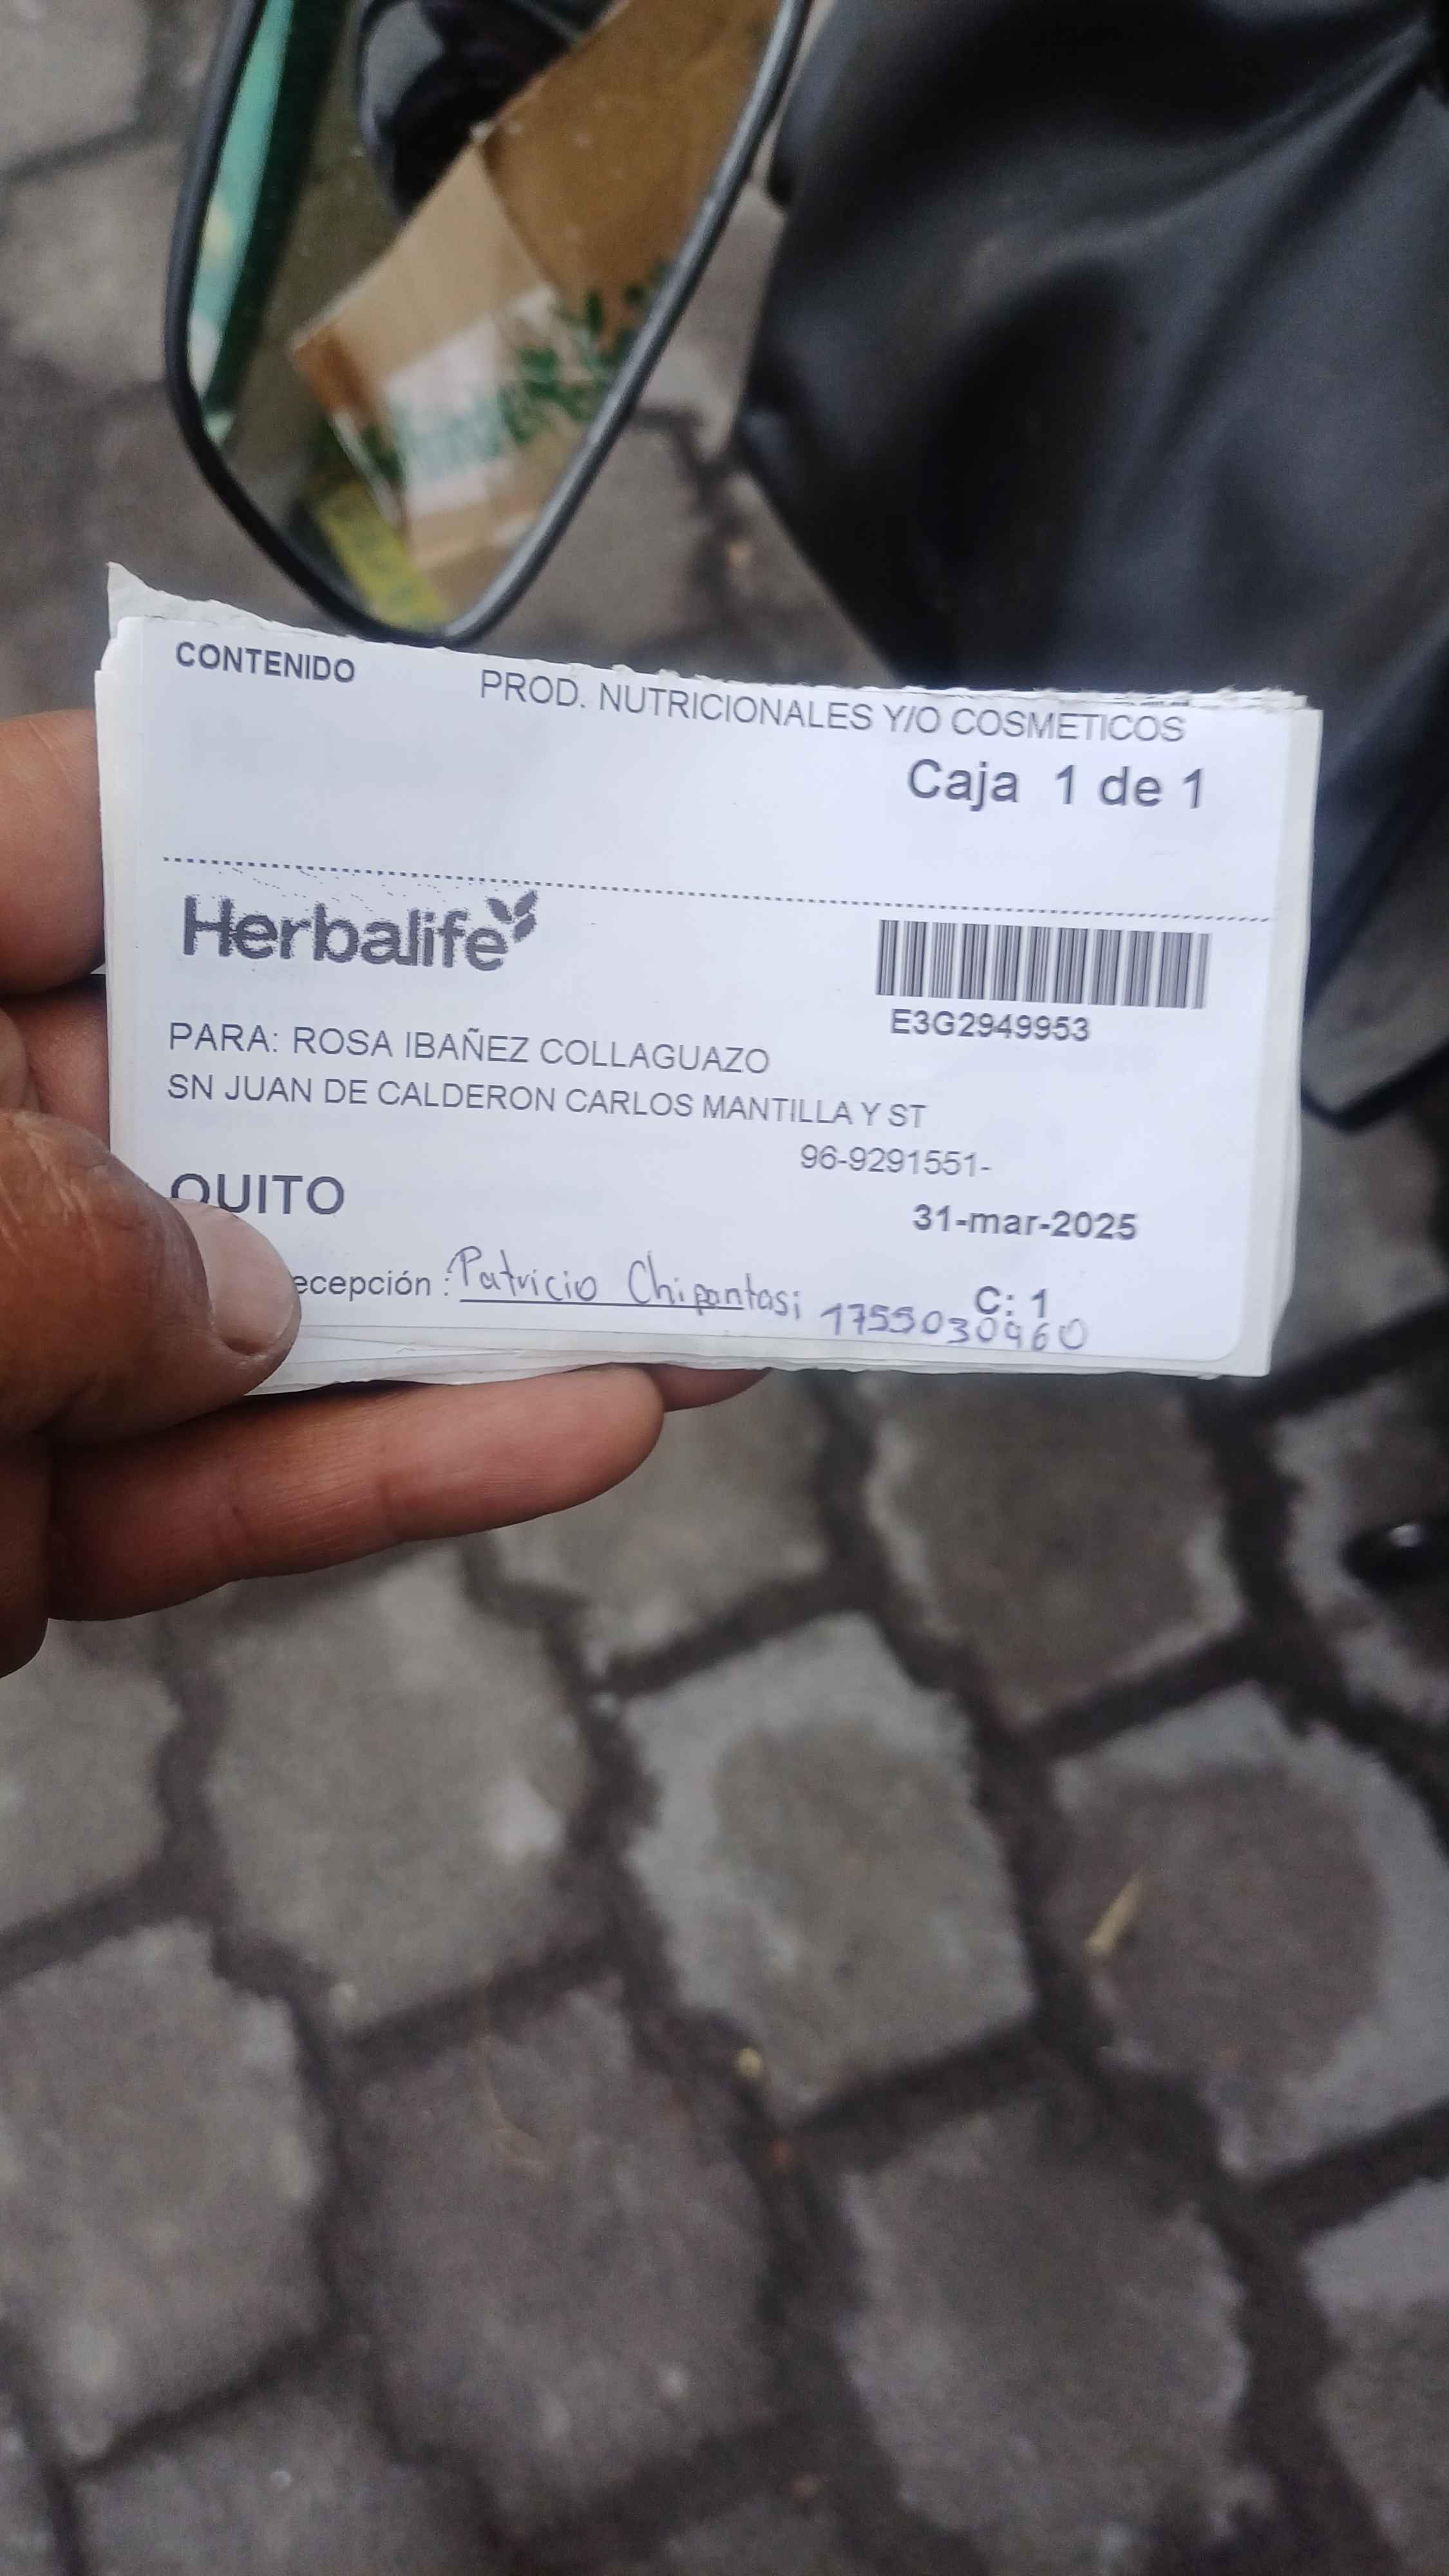 CONTENIDO PROD. NUTRICIONALES Y/O COSMETICOS
Caja 1 de 1
Herbalife
E3G2949953
PARA: ROSA IBAÑEZ COLLAGUAZO
SN JUAN DE CALDERON CARLOS MANTILLA Y ST
96-9291551-
QUITO
31-mar-2025
ecepción : Patricio Chipantasi C: 1
1755030960